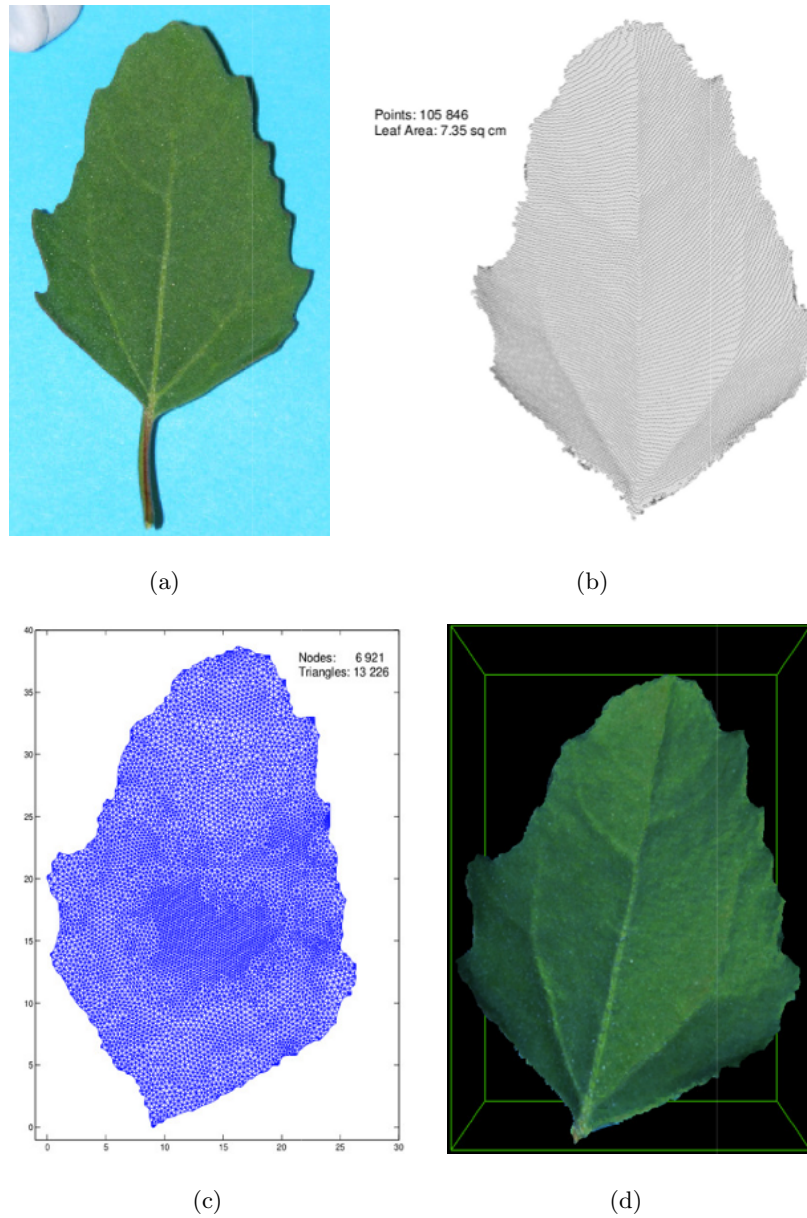 Points: 105 846
Leaf Area: 7.35 sq cm
(a)
(b)
40
35
30
25
20
15
10
5
0
Nodes: 6 921
Triangles: 13 226
0 5 10 15 20 25 30
(c)
(d)